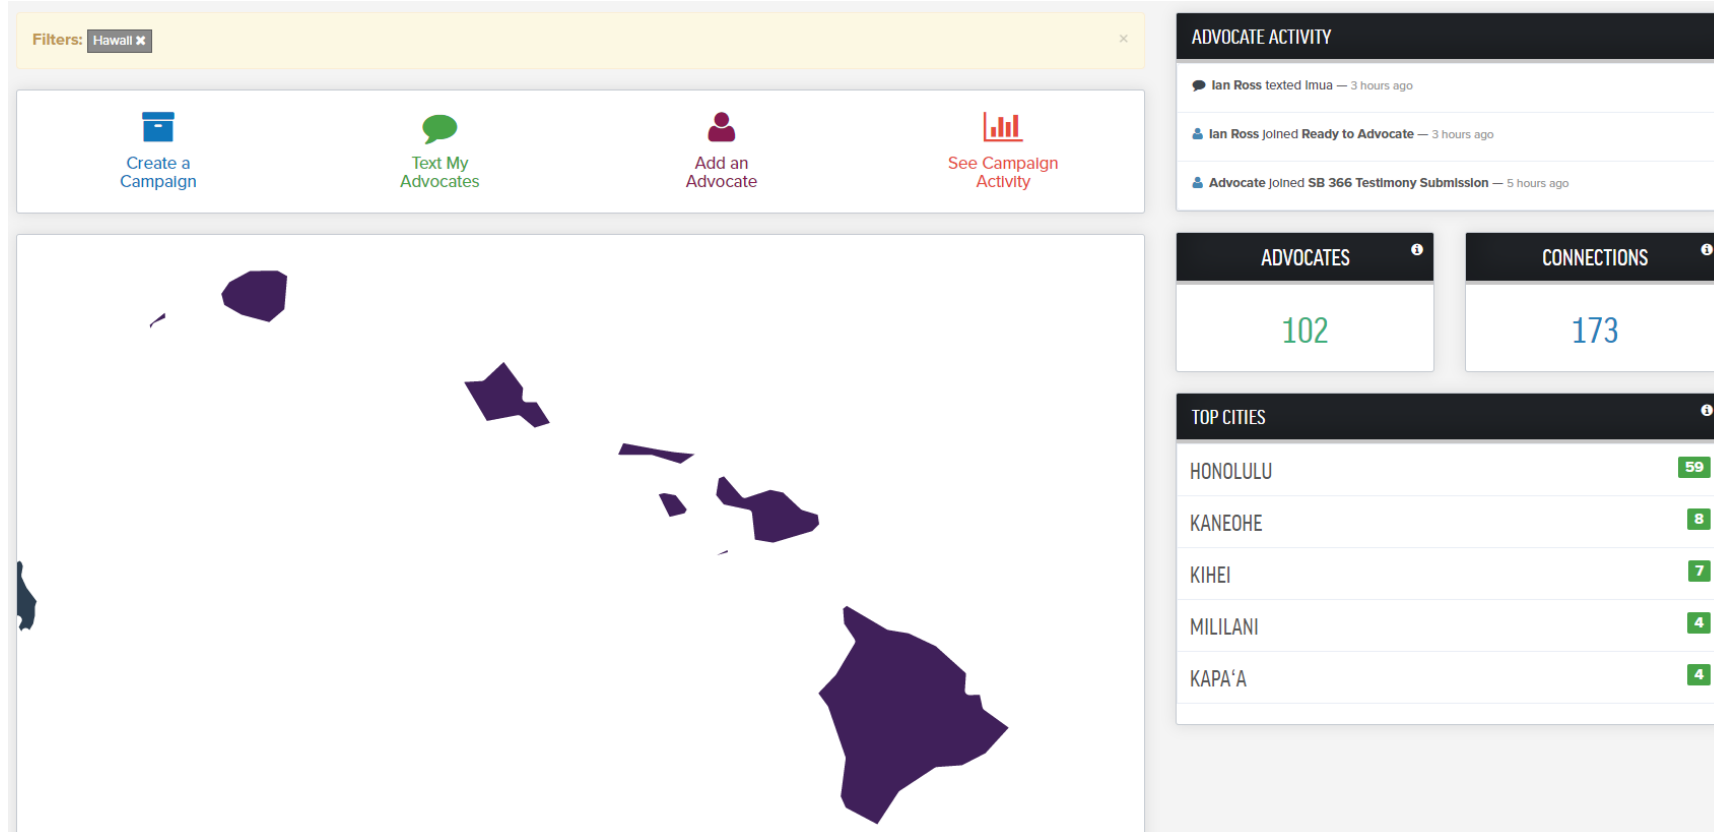 Filters: Hawaii ✖
×
Create a
Campaign
Text My
Advocates
Add an
Advocate
See Campaign
Activity
ADVOCATE ACTIVITY
Ian Ross texted Imua — 3 hours ago
Ian Ross joined Ready to Advocate — 3 hours ago
Advocate joined SB 366 Testimony Submission — 5 hours ago
ADVOCATES
102
CONNECTIONS
173
TOP CITIES
HONOLULU 59
KANEOHE 8
KIHEI 7
MILILANI 4
KAPAʻA 4